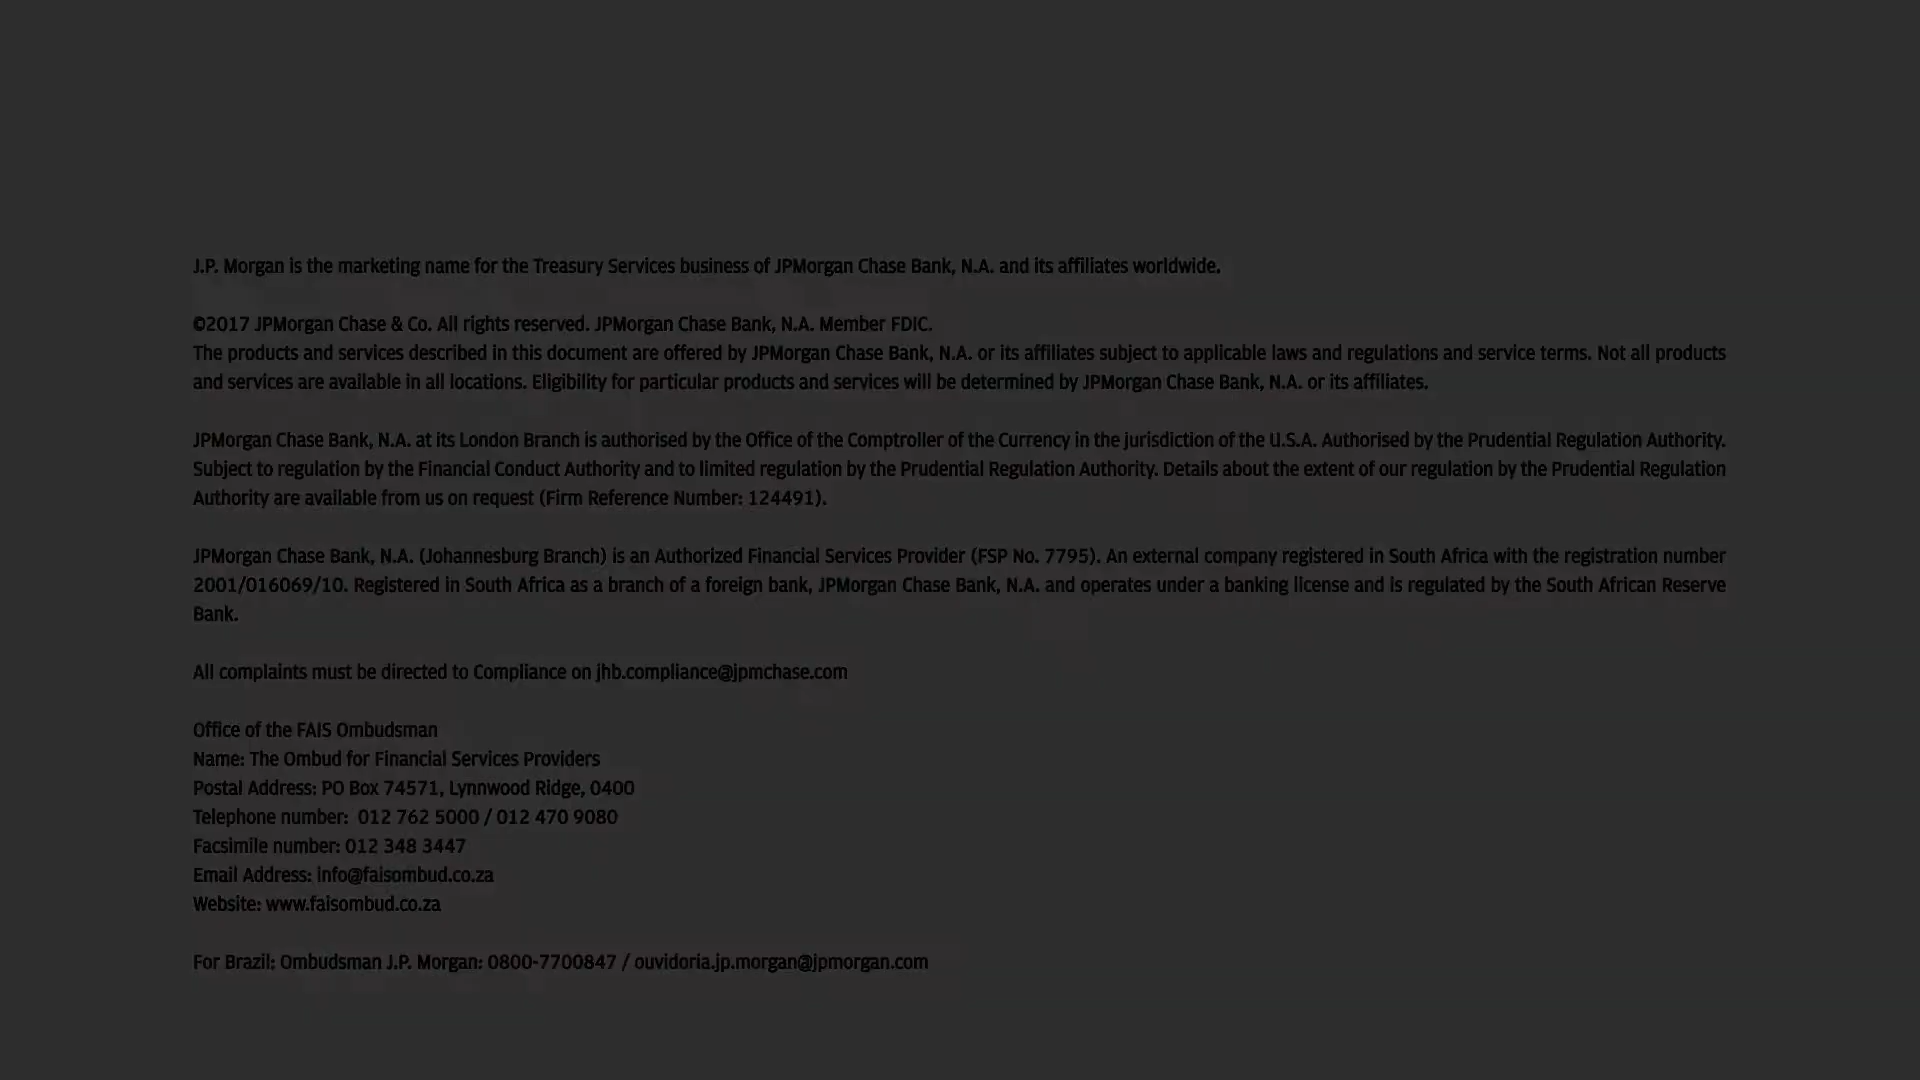 J.P. Morgan is the marketing name for the Treasury Services business of JPMorgan Chase Bank, N.A. and its affiliates worldwide.
©2017 JPMorgan Chase & Co. All rights reserved. JPMorgan Chase Bank, N.A. Member FDIC.
The products and services described in this document are offered by JPMorgan Chase Bank, N.A. or its affiliates subject to applicable laws and regulations and service terms. Not all products
and services are available in all locations. Eligibility for particular products and services will be determined by JPMorgan Chase Bank, N.A. or its affiliates.
JPMorgan Chase Bank, N.A. at its London Branch is authorised by the Office of the Comptroller of the Currency in the jurisdiction of the U.S.A. Authorised by the Prudential Regulation Authority.
Subject to regulation by the Financial Conduct Authority and to limited regulation by the Prudential Regulation Authority. Details about the extent of our regulation by the Prudential Regulation
Authority are available from us on request (Firm Reference Number: 124491).
JPMorgan Chase Bank, N.A. (Johannesburg Branch) is an Authorized Financial Services Provider (FSP No. 7795). An external company registered in South Africa with the registration number
2001/016069/10. Registered in South Africa as a branch of a foreign bank, JPMorgan Chase Bank, N.A. and operates under a banking license and is regulated by the South African Reserve
Bank.
All complaints must be directed to Compliance on jhb.compliance@jpmchase.com
Office of the FAIS Ombudsman
Name: The Ombud for Financial Services Providers
Postal Address: PO Box 74571, Lynnwood Ridge, 0400
Telephone number:  012 762 5000 / 012 470 9080
Facsimile number: 012 348 3447
Email Address: info@faisombud.co.za
Website: www.faisombud.co.za
For Brazil: Ombudsman J.P. Morgan: 0800-7700847 / ouvidoria.jp.morgan@jpmorgan.com